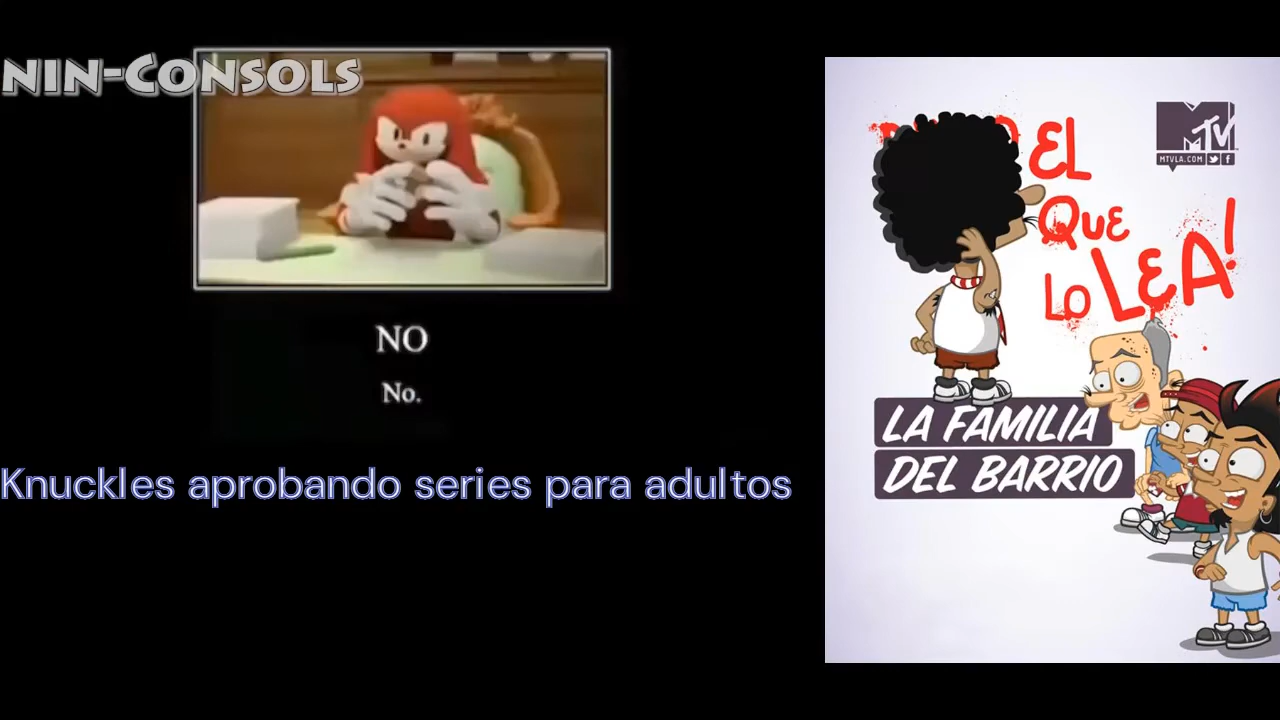 NIN-CONSOLS
NO
No.
Knuckles aprobando series para adultos
EL
QUE
LO LEA!
MTV
MTVLA.COM
LA FAMILIA
DEL BARRIO